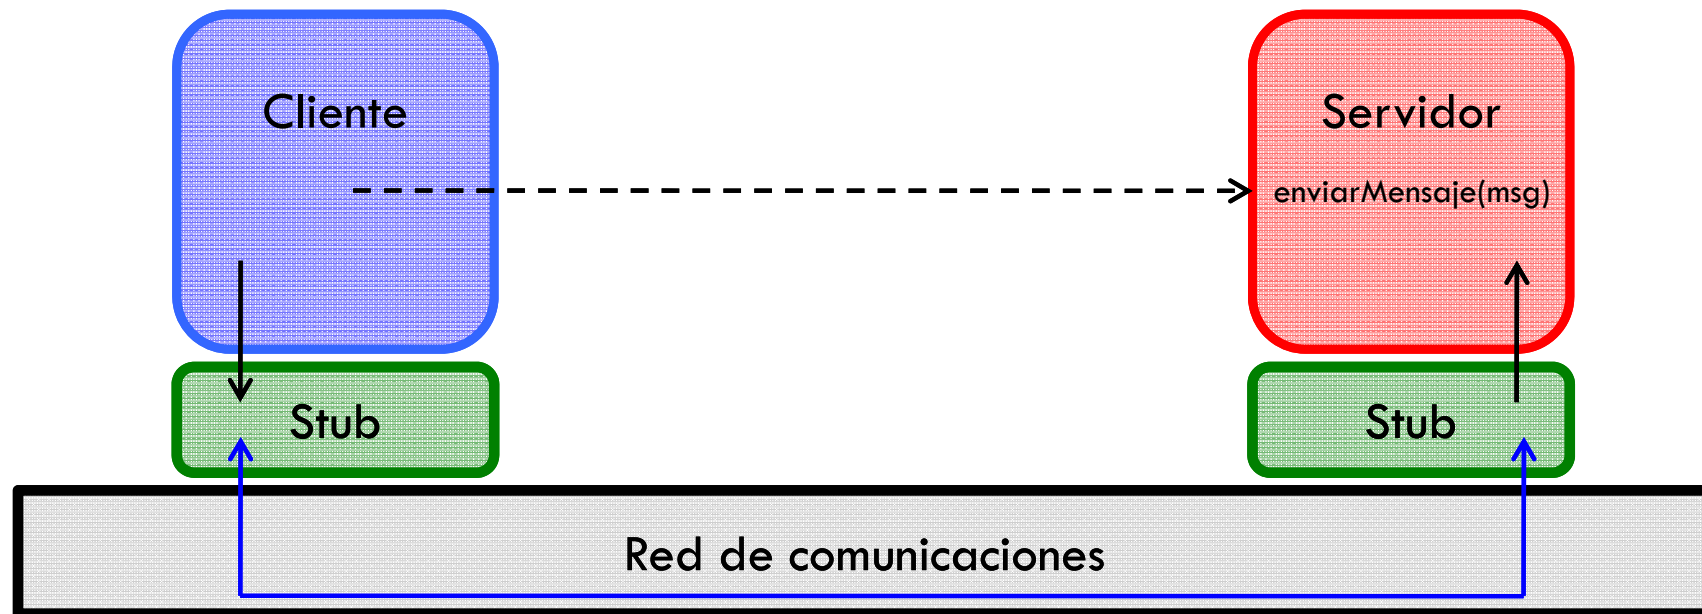 Cliente
Servidor
enviarMensaje(msg)
Stub
Stub
Red de comunicaciones